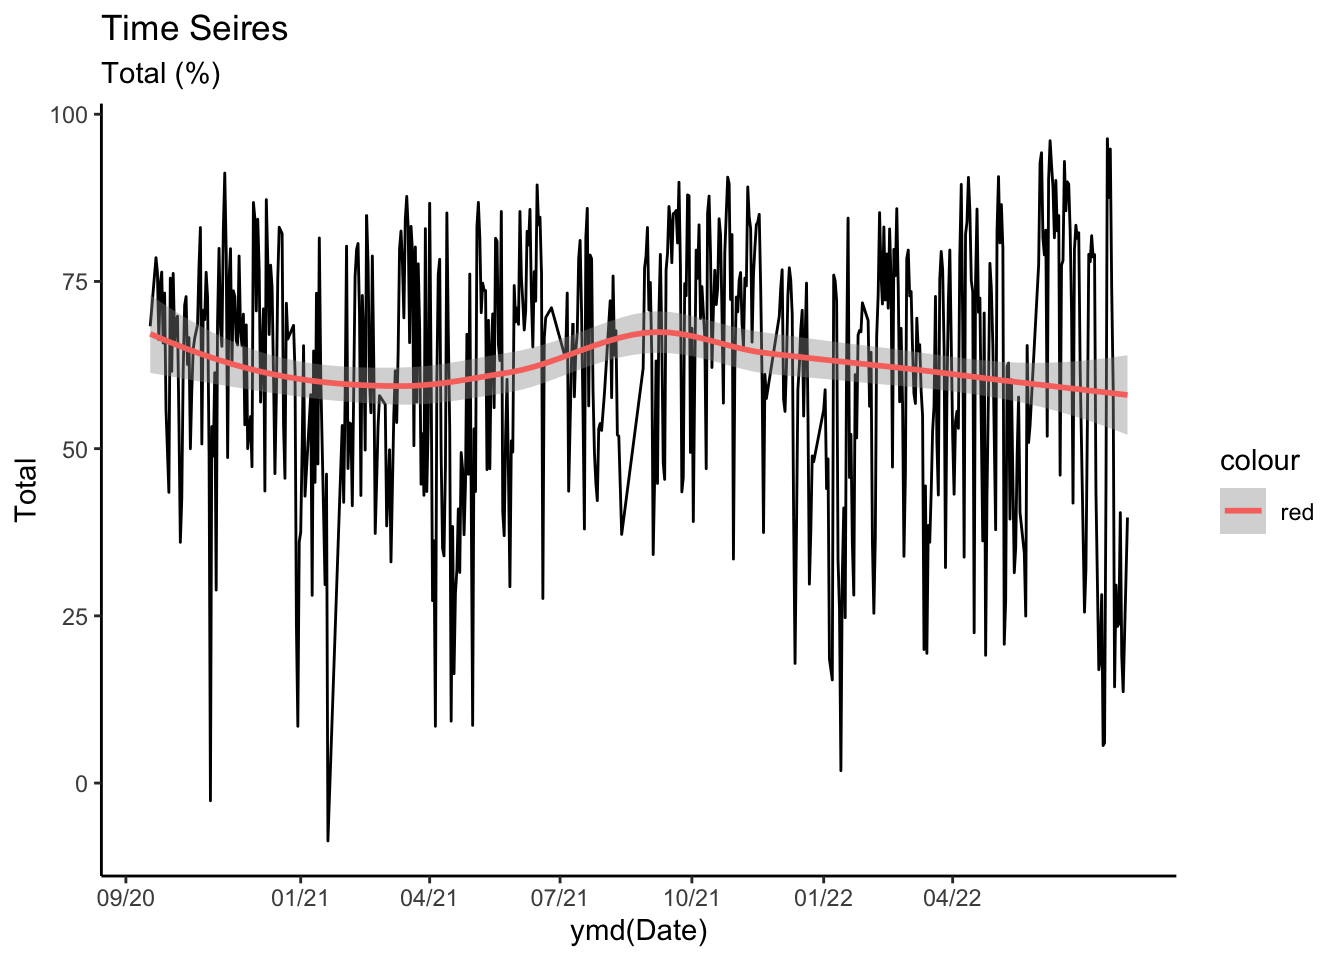 Time Seires
Total (%)
100
75
50
25
0
Total
09/20
01/21
04/21
07/21
10/21
01/22
04/22
ymd(Date)
colour
red